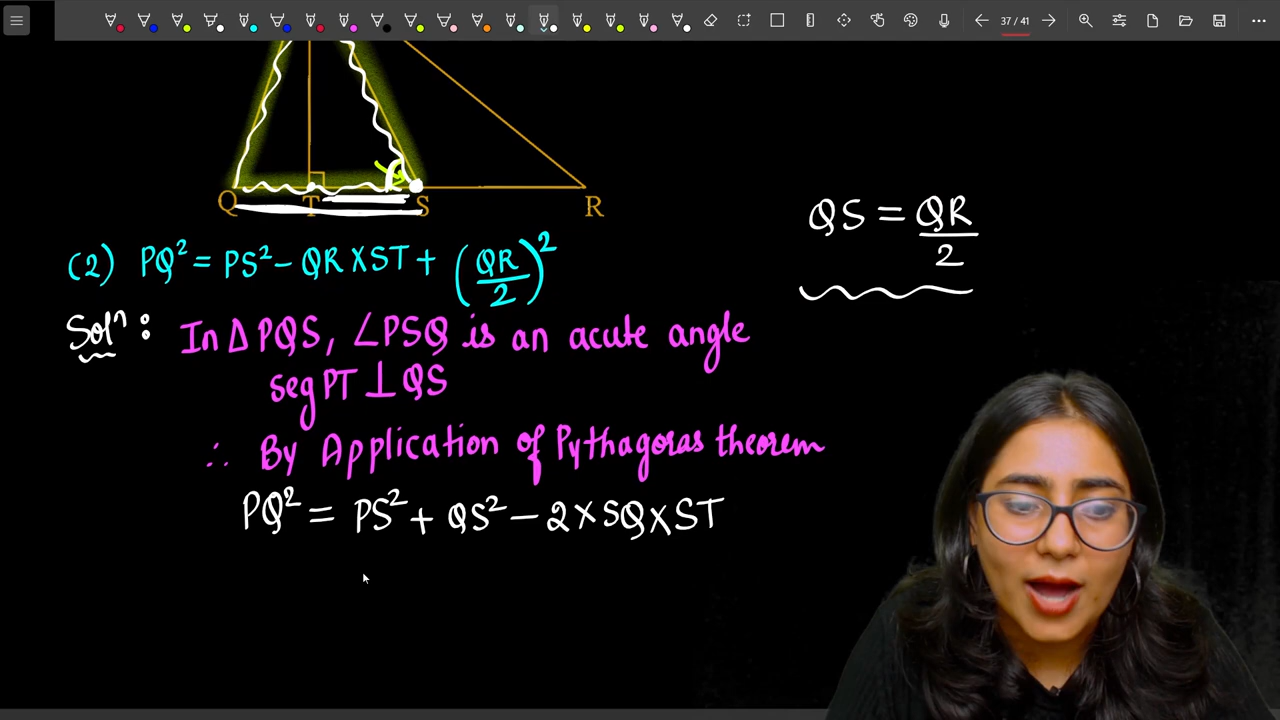 37 / 41
Q T S R
(2) PQ² = PS² - QR X ST + (QR/2)²
QS = QR/2
Solⁿ : In Δ PQS, ∠PSQ is an acute angle
seg PT ⊥ QS
∴ By Application of Pythagoras theorem
PQ² = PS² + QS² - 2 X SQ X ST